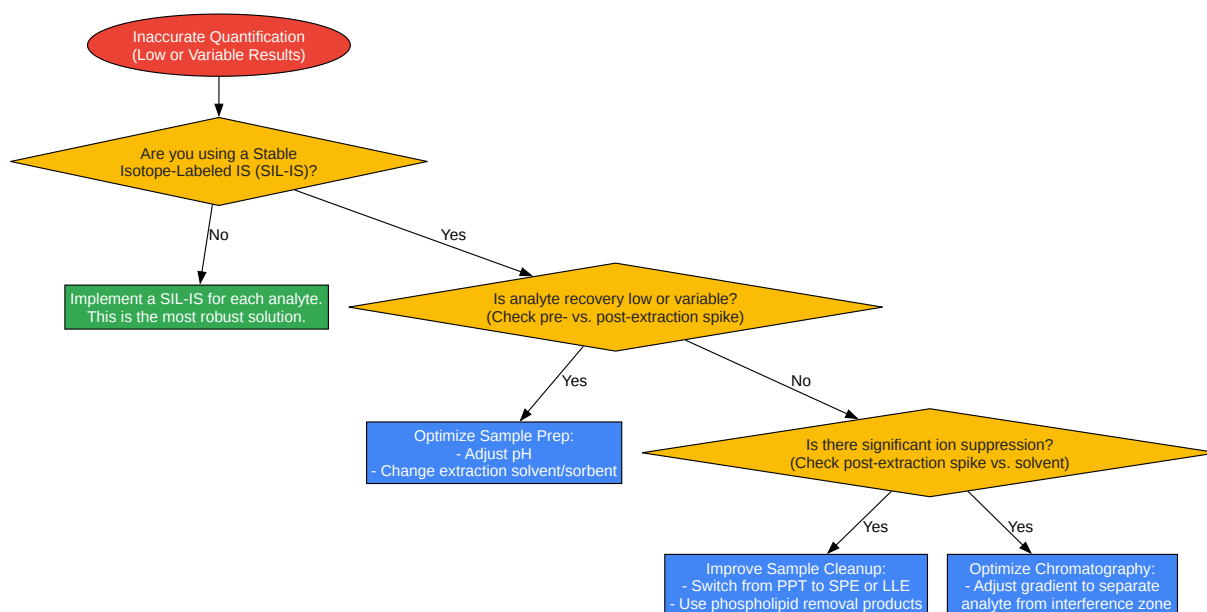 Inaccurate Quantification
(Low or Variable Results)
Are you using a Stable
Isotope-Labeled IS (SIL-IS)?
No
Yes
Implement a SIL-IS for each analyte.
This is the most robust solution.
Is analyte recovery low or variable?
(Check pre- vs. post-extraction spike)
Yes
No
Optimize Sample Prep:
- Adjust pH
- Change extraction solvent/sorbent
Is there significant ion suppression?
(Check post-extraction spike vs. solvent)
Yes
Yes
Improve Sample Cleanup:
- Switch from PPT to SPE or LLE
- Use phospholipid removal products
Optimize Chromatography:
- Adjust gradient to separate
analyte from interference zone